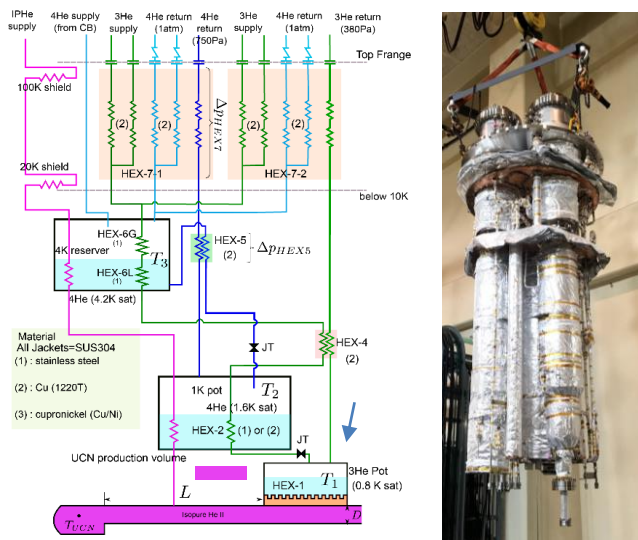 IPHe supply
4He supply (from CB)
3He supply
4He return (1atm)
4He return (750Pa)
3He supply
4He return (1atm)
3He return (380Pa)
Top Frange
100K shield
(2)
(2)
Δp_HEX7
(2)
(2)
20K shield
HEX-7-1
HEX-7-2
below 10K
HEX-6G
(1)
4K reserver
T3
HEX-5
(2)
Δp_HEX5
HEX-6L
(1)
4He (4.2K sat)
Material
All Jackets=SUS304
(1) : stainless steel
(2) : Cu (1220T)
(3) : cupronickel (Cu/Ni)
JT
HEX-4
(2)
1K pot
T2
4He (1.6K sat)
HEX-2
(1) or (2)
JT
UCN production volume
L
HEX-1
T1
3He Pot
(0.8 K sat)
T_UCN
Isopure He II
D